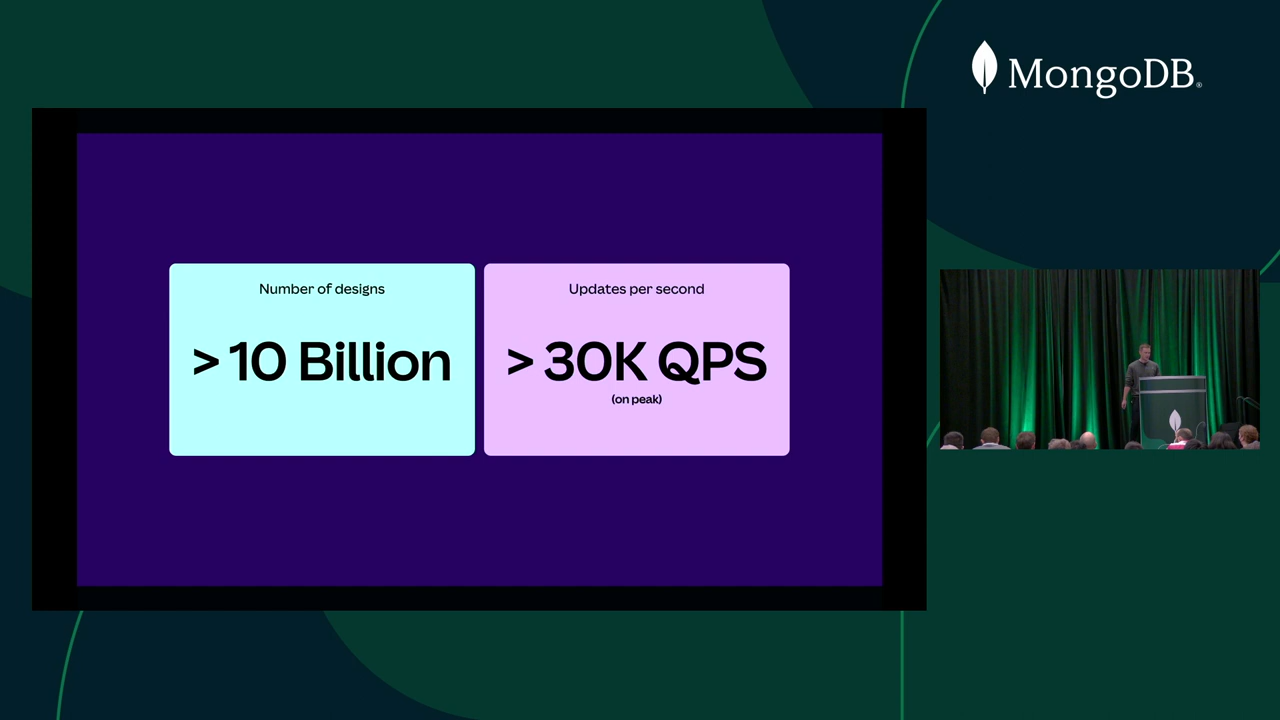 MongoDB®
Number of designs
> 10 Billion
Updates per second
> 30K QPS
(on peak)